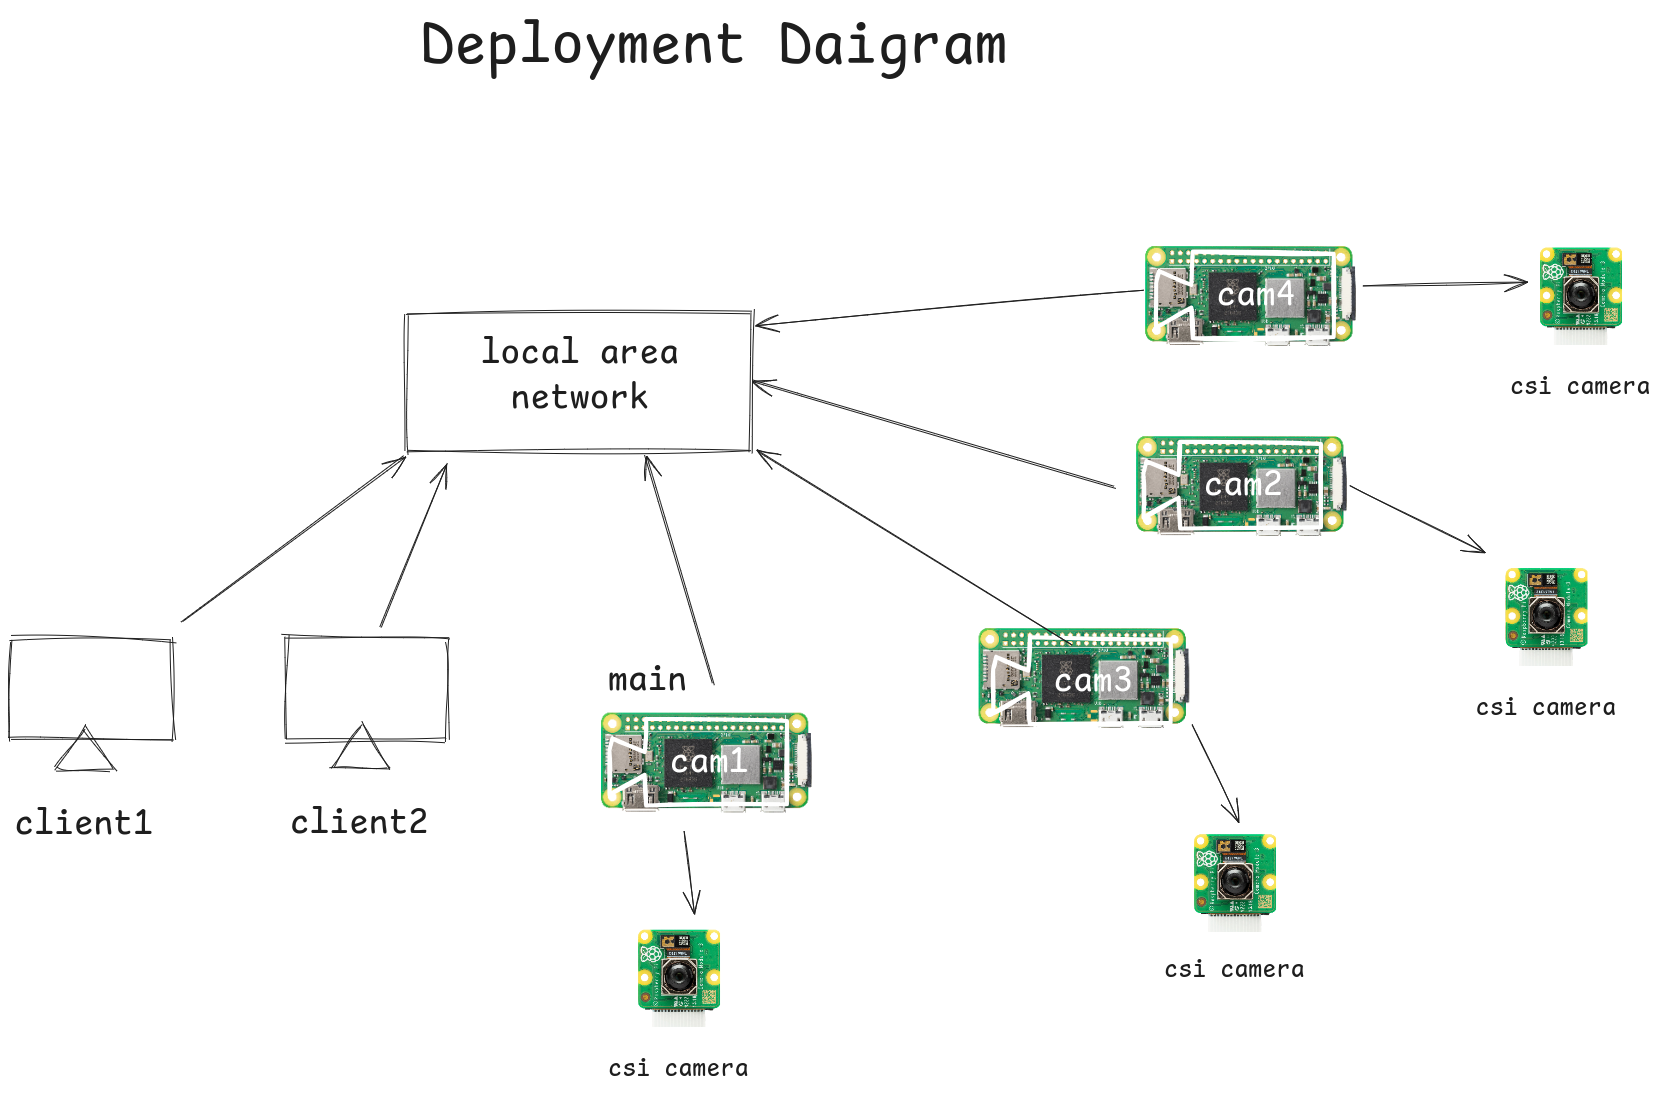 Deployment Daigram
local area
network
cam4
csi camera
cam2
csi camera
cam3
csi camera
main
cam1
csi camera
client1
client2